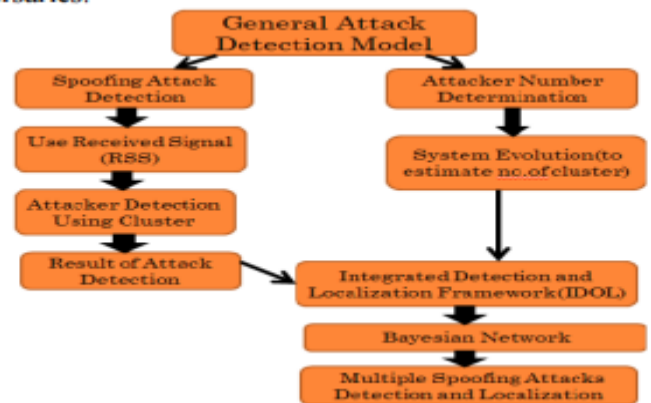 General Attack
Detection Model
Spoofing Attack
Detection
Use Received Signal
(RSS)
Attacker Detection
Using Cluster
Result of Attack
Detection
Attacker Number
Determination
System Evolution(to
estimate no.of cluster)
Integrated Detection and
Localization Framework(IDOL)
Bayesian Network
Multiple Spoofing Attacks
Detection and Localization